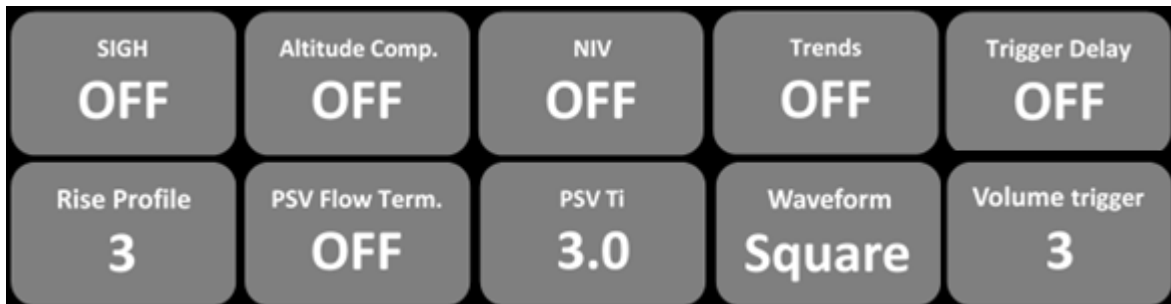 SIGH
OFF
Altitude Comp.
OFF
NIV
OFF
Trends
OFF
Trigger Delay
OFF
Rise Profile
3
PSV Flow Term.
OFF
PSV Ti
3.0
Waveform
Square
Volume trigger
3